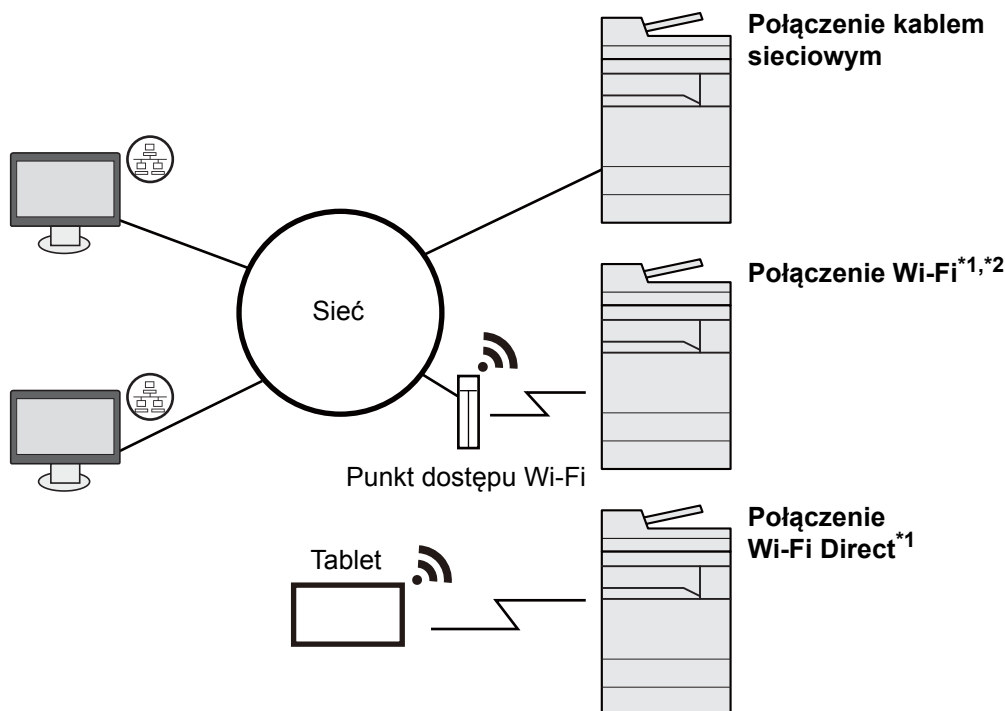 Połączenie kablem
sieciowym
Połączenie Wi-Fi*1,*2
Sieć
Punkt dostępu Wi-Fi
Połączenie
Wi-Fi Direct*1
Tablet